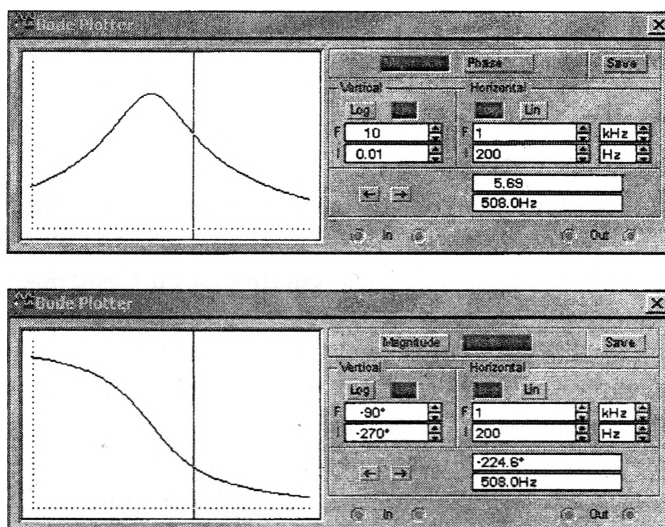 Bode Plotter
Phase Save
Vertical Horizontal
Log Lin
F 10 F 1 kHz
I 0.01 I 200 Hz
← → 5.69
508.0Hz
In Out
Bode Plotter
Magnitude Save
Vertical Horizontal
Log Lin
F -90° F 1 kHz
I -270° I 200 Hz
← → -224.6°
508.0Hz
In Out